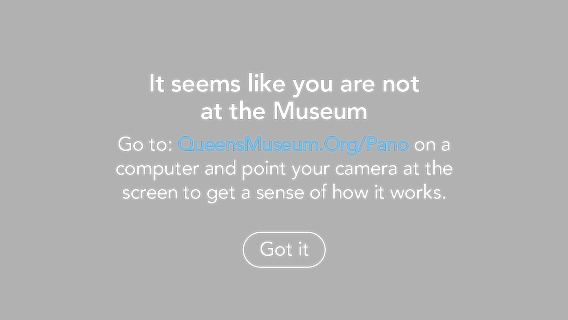 It seems like you are not
at the Museum
Go to: QueensMuseum.Org/Pano on a
computer and point your camera at the
screen to get a sense of how it works.
Got it